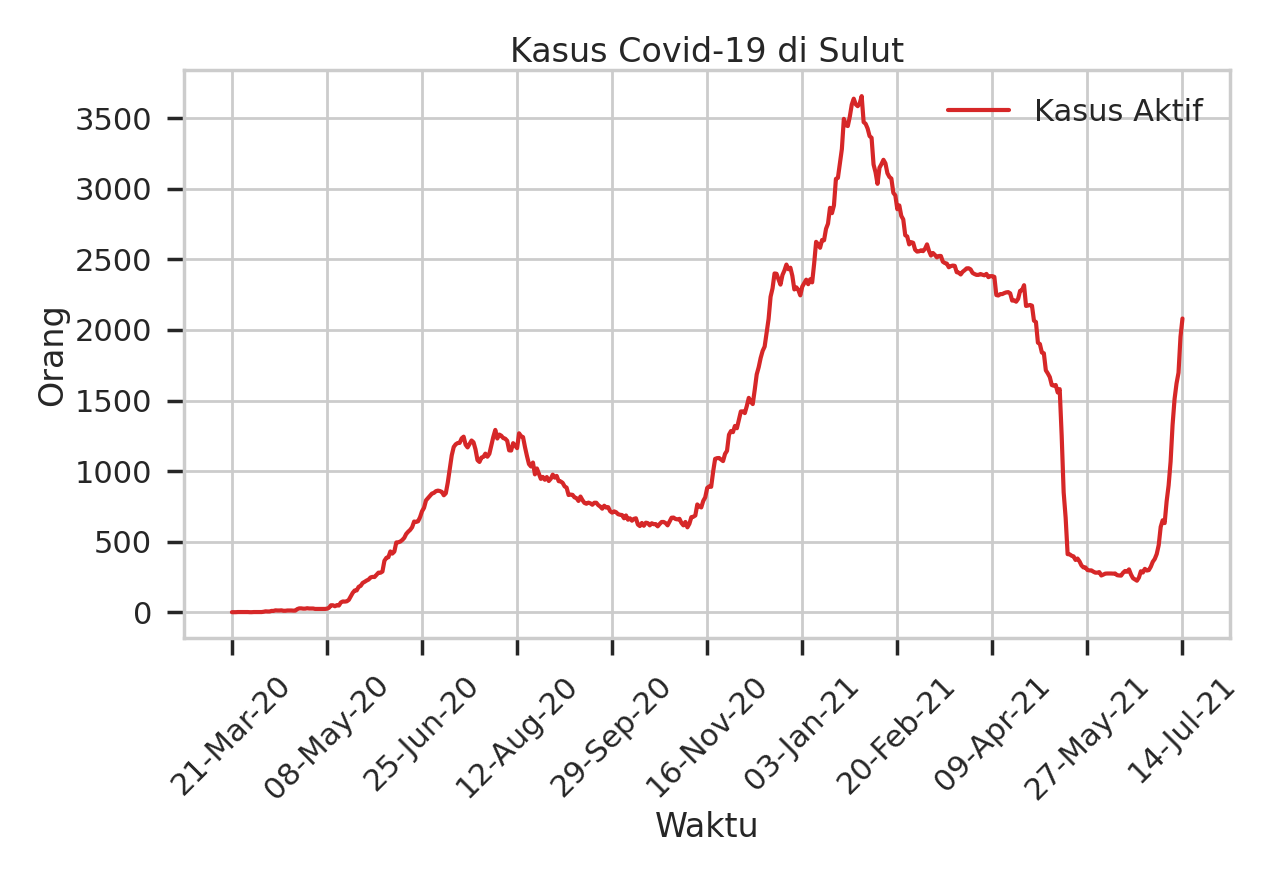 Kasus Covid-19 di Sulut
Kasus Aktif
3500
3000
2500
2000
1500
1000
500
0
Orang
21-Mar-20
08-May-20
25-Jun-20
12-Aug-20
29-Sep-20
16-Nov-20
03-Jan-21
20-Feb-21
09-Apr-21
27-May-21
14-Jul-21
Waktu